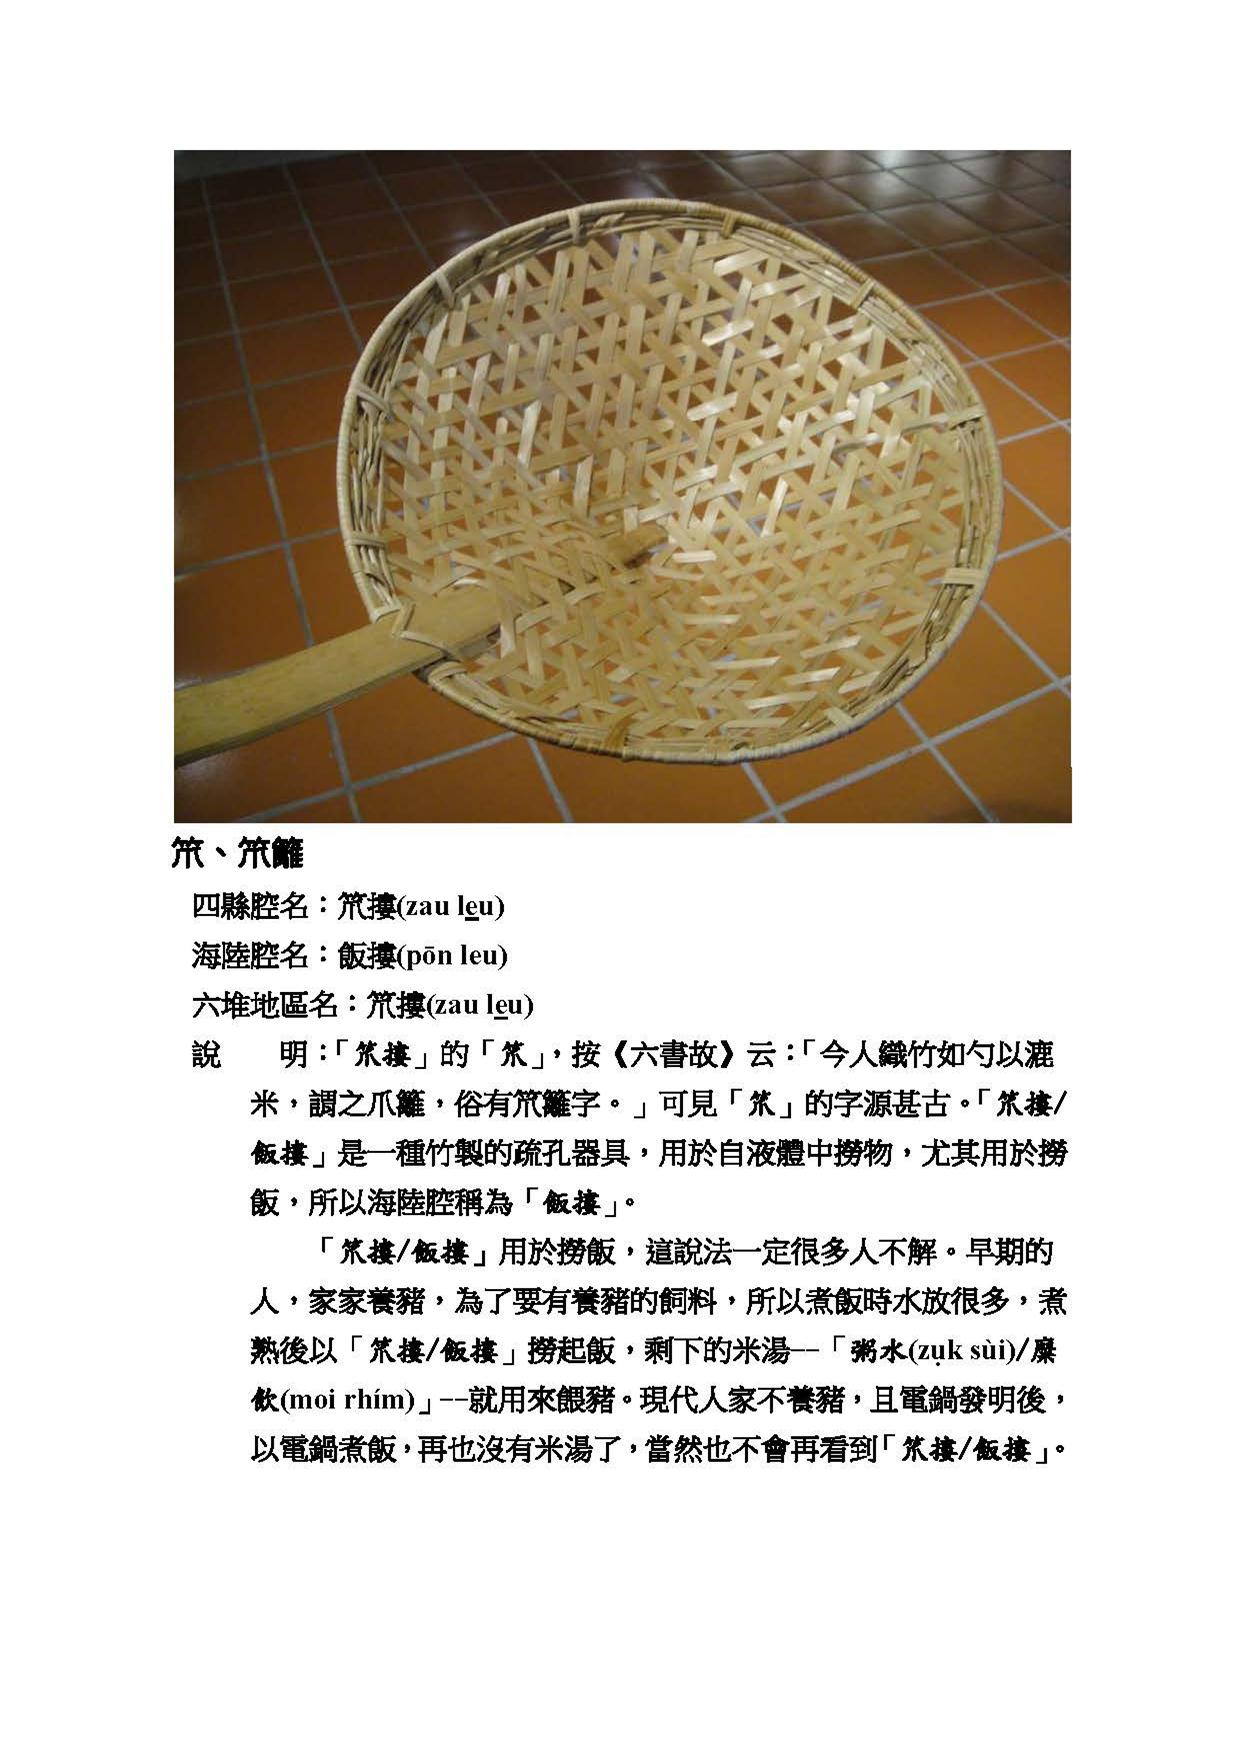 笊、笊籬
四縣腔名：笊摟(zau leu)
海陸腔名：飯摟(pōn leu)
六堆地區名：笊摟(zau leu)
說　　明：「笊摟」的「笊」，按《六書故》云：「今人織竹如勺以漉
米，謂之爪籬，俗有笊籬字。」可見「笊」的字源甚古。「笊摟/
飯摟」是一種竹製的疏孔器具，用於自液體中撈物，尤其用於撈
飯，所以海陸腔稱為「飯摟」。
「笊摟/飯摟」用於撈飯，這說法一定很多人不解。早期的
人，家家養豬，為了要有養豬的飼料，所以煮飯時水放很多，煮
熟後以「笊摟/飯摟」撈起飯，剩下的米湯--「粥水(zụk sùi)/糜
飲(moi rhím)」--就用來餵豬。現代人家不養豬，且電鍋發明後，
以電鍋煮飯，再也沒有米湯了，當然也不會再看到「笊摟/飯摟」。